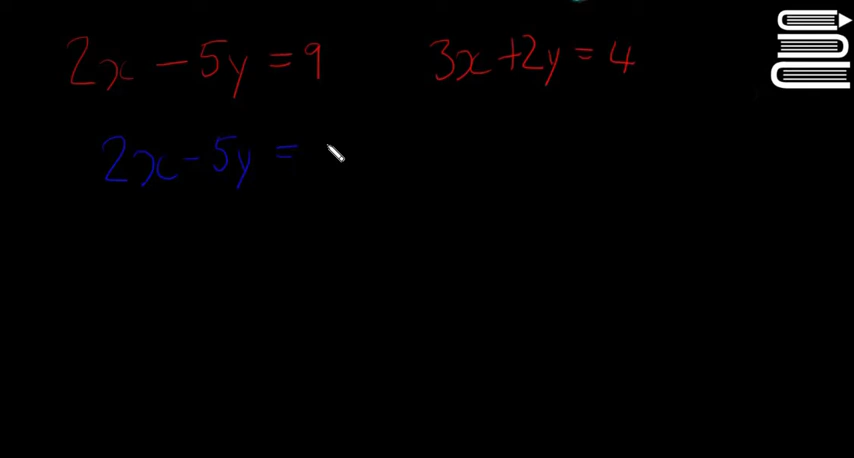 2x - 5y = 9
3x + 2y = 4
2x - 5y =